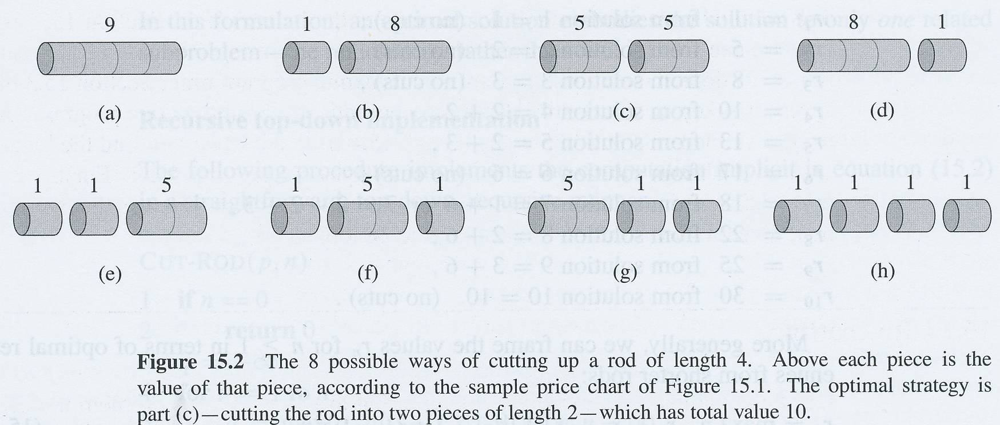 9 1 8 5 5 8 1
(a) (b) (c) (d)
1 1 5 1 5 1 5 1 1 1 1 1 1
(e) (f) (g) (h)
Figure 15.2 The 8 possible ways of cutting up a rod of length 4. Above each piece is the
value of that piece, according to the sample price chart of Figure 15.1. The optimal strategy is
part (c)—cutting the rod into two pieces of length 2—which has total value 10.